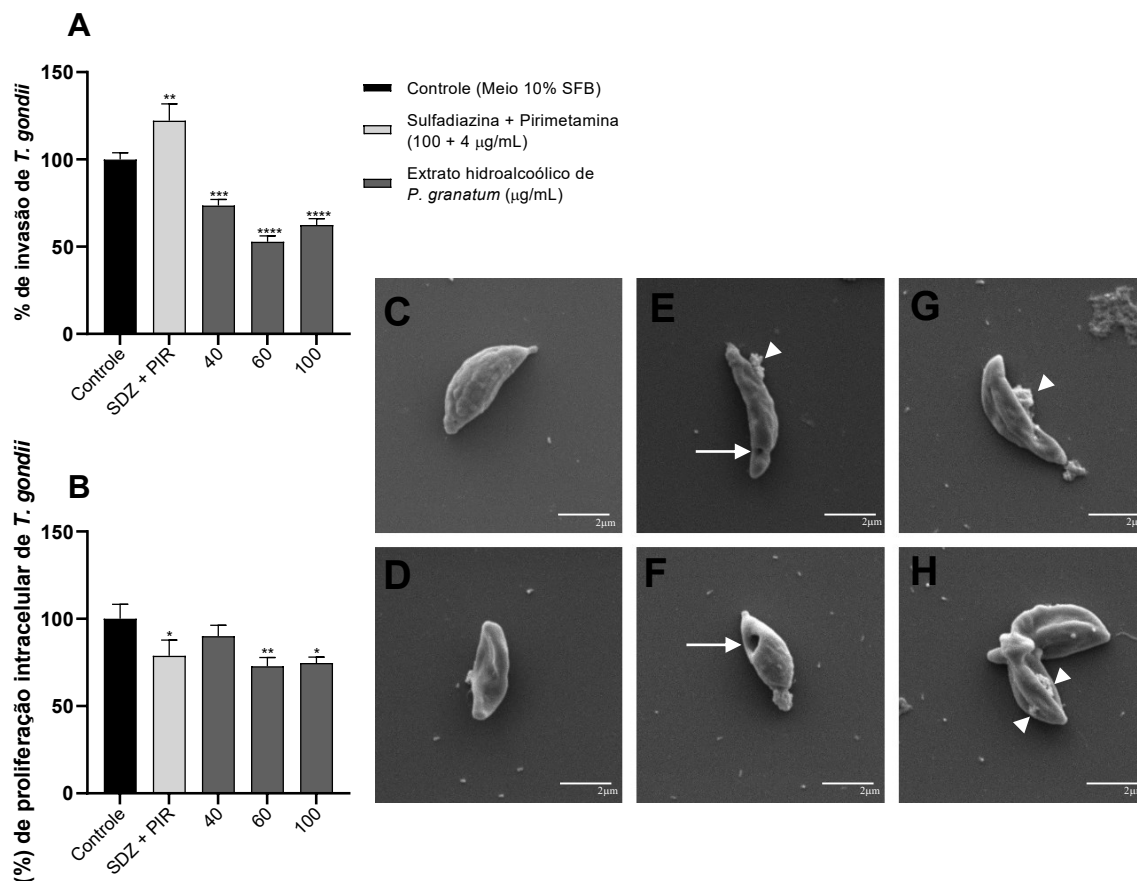 A
% de invasão de T. gondii
150
100
50
0
**
***
****
****
Controle
SDZ + PIR
40
60
100
Controle (Meio 10% SFB)
Sulfadiazina + Pirimetamina
(100 + 4 μg/mL)
Extrato hidroalcoólico de
P. granatum (μg/mL)
B
(%) de proliferação intracelular de T. gondii
150
100
50
0
*
**
*
Controle
SDZ + PIR
40
60
100
C
2μm
E
2μm
G
2μm
D
2μm
F
2μm
H
2μm